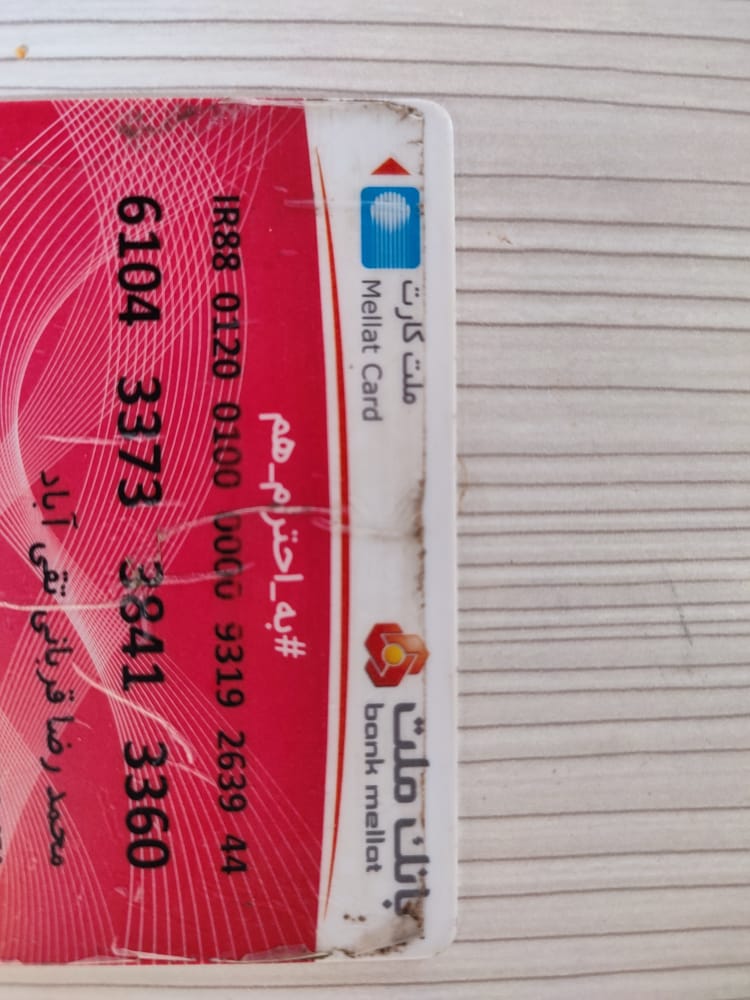 ملت کارت
Mellat Card
بانك ملت
bank mellat
#به_احترام_هم
IR88 0120 0100 0000 9319 2639 44
6104 3373 3841 3360
محمد رضا قربانی تقی آباد